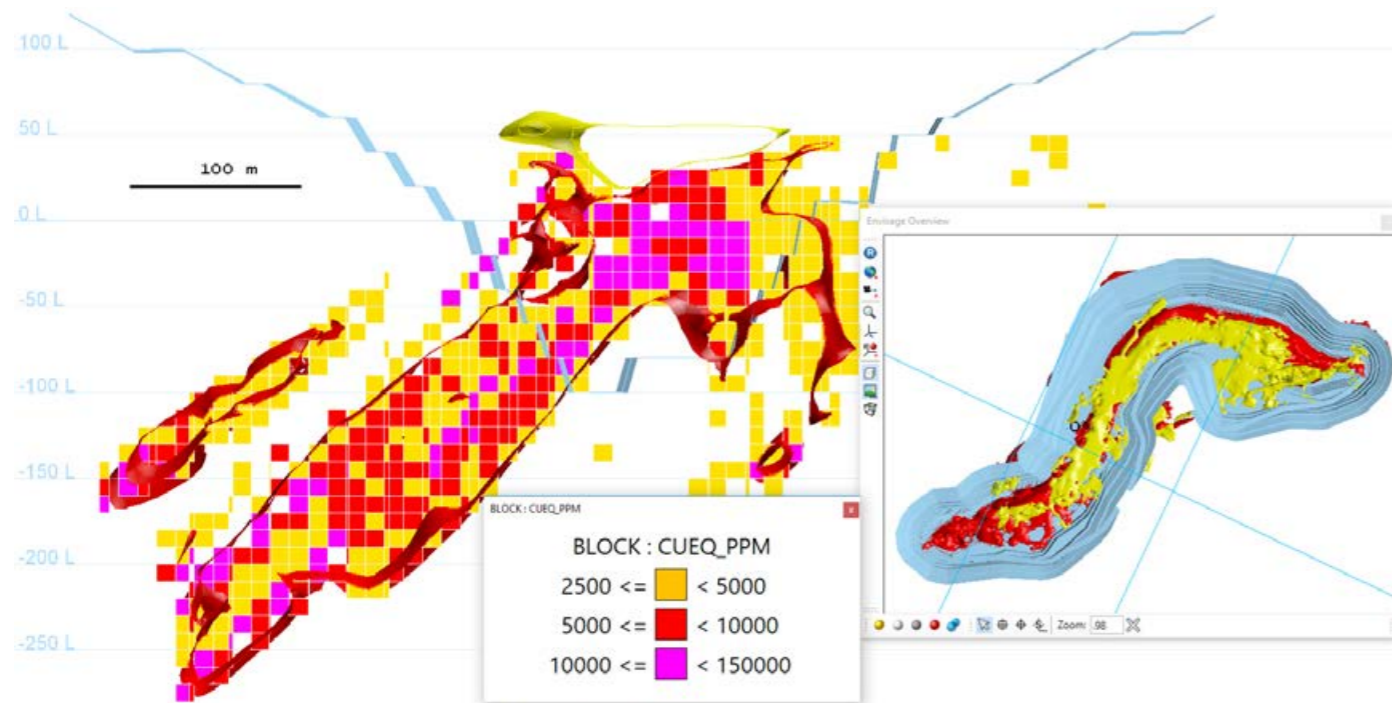 100 L
50 L
100 m
0 L
-50 L
-100 L
-150 L
-200 L
-250 L
Envisage Overview
Zoom: .98
BLOCK : CUEQ_PPM
BLOCK : CUEQ_PPM
2500 <= < 5000
5000 <= < 10000
10000 <= < 150000